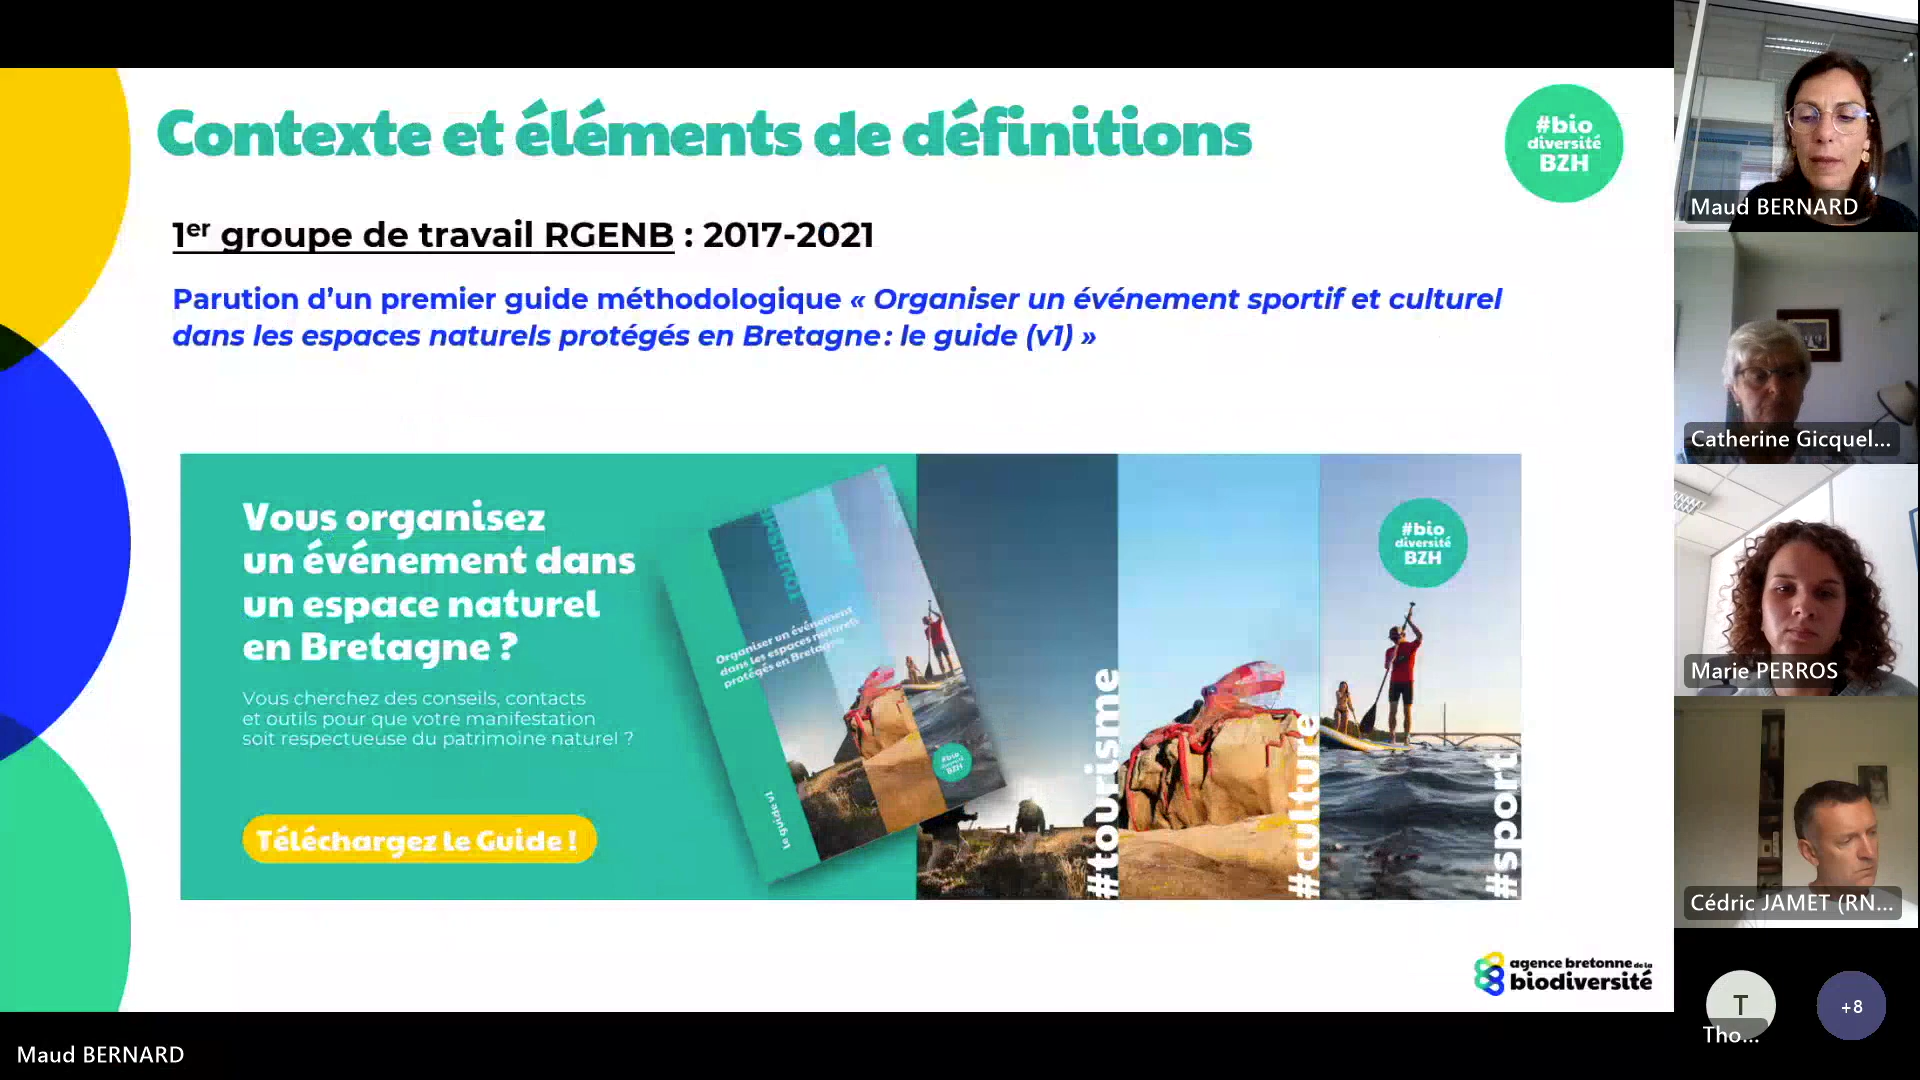 Contexte et éléments de définitions
#bio
diversité
BZH
1er groupe de travail RGENB : 2017-2021
Parution d’un premier guide méthodologique « Organiser un événement sportif et culturel
dans les espaces naturels protégés en Bretagne : le guide (v1) »
Vous organisez
un événement dans
un espace naturel
en Bretagne ?
Vous cherchez des conseils, contacts
et outils pour que votre manifestation
soit respectueuse du patrimoine naturel ?
Téléchargez le Guide !
TOURISME
Organiser un événement
dans les espaces naturels
protégés en Bretagne
#bio
diversité
BZH
Le guide v1
#tourisme
#culture
#sport
#bio
diversité
BZH
agence bretonne de la
biodiversité
Maud BERNARD
Catherine Gicquel...
Marie PERROS
Cédric JAMET (RN...
T
Tho...
+8
Maud BERNARD